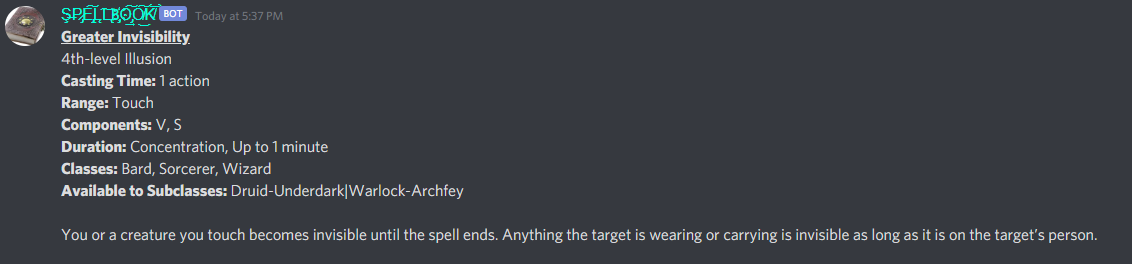 SPELLBOOK BOT Today at 5:37 PM
Greater Invisibility
4th-level Illusion
Casting Time: 1 action
Range: Touch
Components: V, S
Duration: Concentration, Up to 1 minute
Classes: Bard, Sorcerer, Wizard
Available to Subclasses: Druid-Underdark|Warlock-Archfey
You or a creature you touch becomes invisible until the spell ends. Anything the target is wearing or carrying is invisible as long as it is on the target’s person.